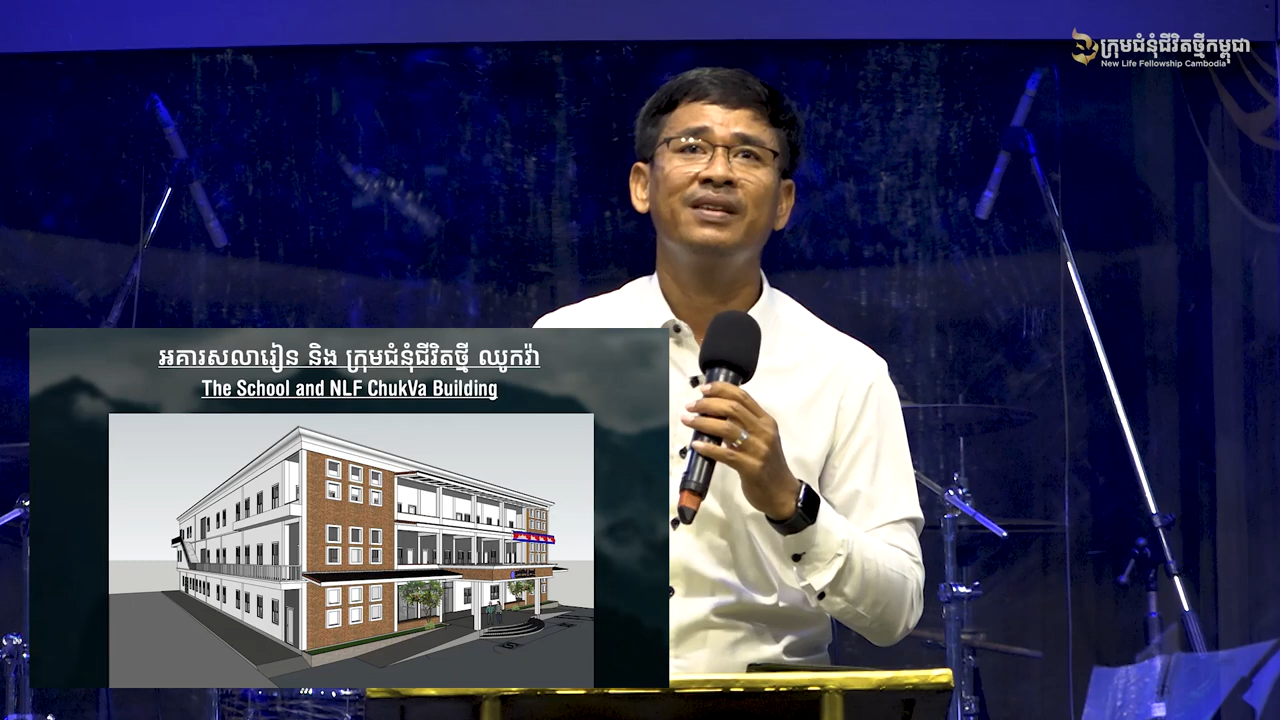 ក្រុមជំនុំជីវិតថ្មីកម្ពុជា
New Life Fellowship Cambodia
អគារសលារៀន និង ក្រុមជំនុំជីវិតថ្មី ឈូកវ៉ា
The School and NLF ChukVa Building